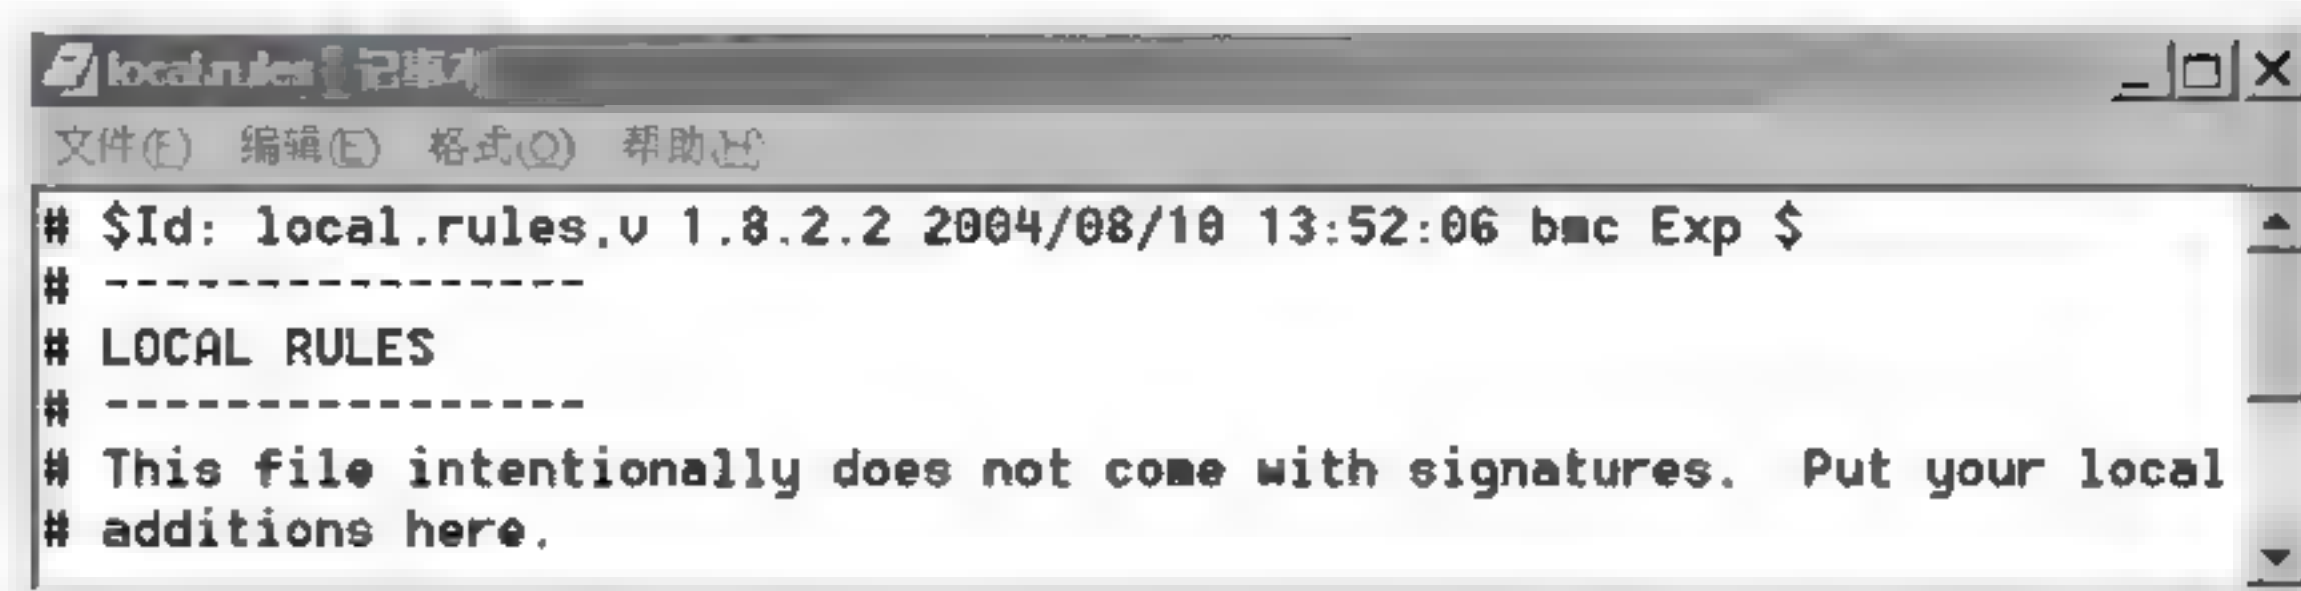 local.rules - 记事本
文件(F) 编辑(E) 格式(O) 帮助(H)
# $Id: local.rules,v 1.8.2.2 2004/08/10 13:52:06 bmc Exp $
# ----------------
# LOCAL RULES
# ----------------
# This file intentionally does not come with signatures.  Put your local
# additions here.